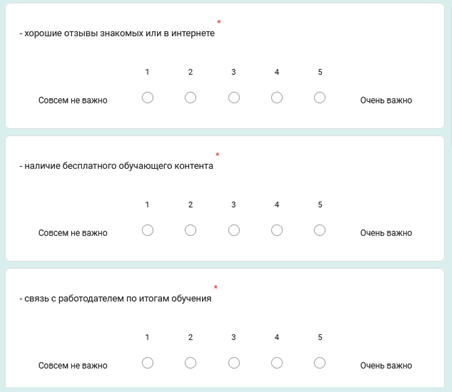 *
- хорошие отзывы знакомых или в интернете
1 2 3 4 5
Совсем не важно Очень важно
*
- наличие бесплатного обучающего контента
1 2 3 4 5
Совсем не важно Очень важно
*
- связь с работодателем по итогам обучения
1 2 3 4 5
Совсем не важно Очень важно